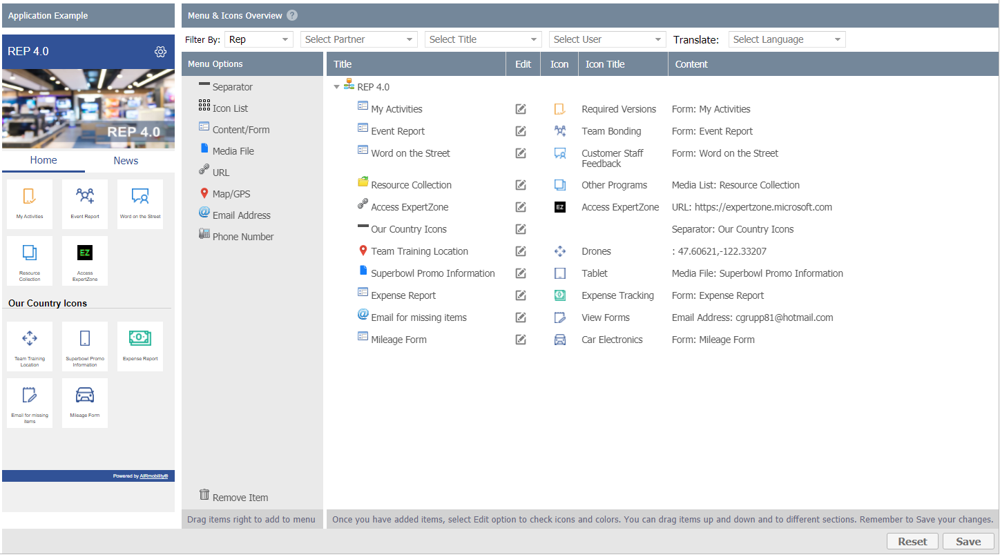 Application Example
Menu & Icons Overview ?
Filter By: Rep Select Partner Select Title Select User Translate: Select Language
REP 4.0
REP 4.0
Home News
My Activities Event Report Word on the Street
Resource Collection Access ExpertZone
EZ
Our Country Icons
Team Training Location Superbowl Promo Information Expense Report
Email for missing items Mileage Form
Powered by AIRmobility®
Menu Options
Separator
Icon List
Content/Form
Media File
URL
Map/GPS
Email Address
Phone Number
Remove Item
Drag items right to add to menu
Title Edit Icon Icon Title Content
REP 4.0
My Activities Required Versions Form: My Activities
Event Report Team Bonding Form: Event Report
Word on the Street Customer Staff Feedback Form: Word on the Street
Resource Collection Other Programs Media List: Resource Collection
Access ExpertZone EZ Access ExpertZone URL: https://expertzone.microsoft.com
Our Country Icons Separator: Our Country Icons
Team Training Location Drones : 47.60621,-122.33207
Superbowl Promo Information Tablet Media File: Superbowl Promo Information
Expense Report Expense Tracking Form: Expense Report
Email for missing items View Forms Email Address: cgrupp81@hotmail.com
Mileage Form Car Electronics Form: Mileage Form
Once you have added items, select Edit option to check icons and colors. You can drag items up and down and to different sections. Remember to Save your changes.
Reset Save